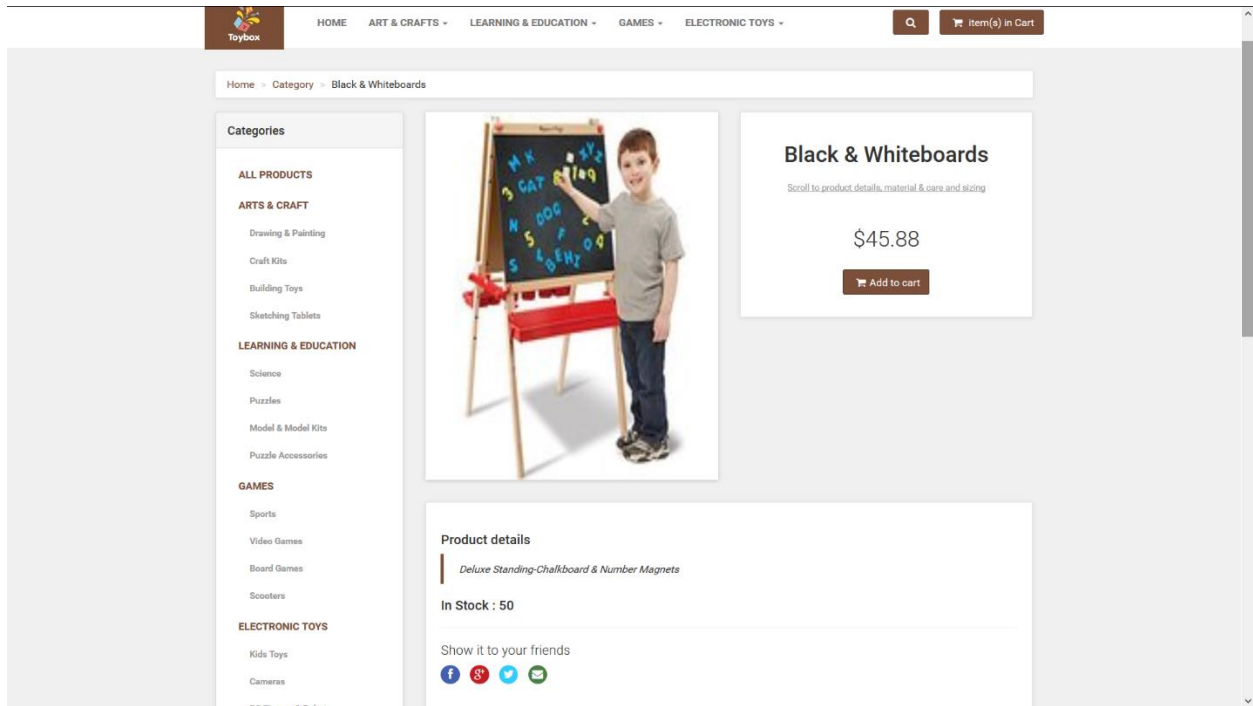 Toybox
HOME ART & CRAFTS LEARNING & EDUCATION GAMES ELECTRONIC TOYS item(s) in Cart
Home > Category > Black & Whiteboards
Categories
ALL PRODUCTS
ARTS & CRAFT
Drawing & Painting
Craft Kits
Building Toys
Sketching Tablets
LEARNING & EDUCATION
Science
Puzzles
Model & Model Kits
Puzzle Accessories
GAMES
Sports
Video Games
Board Games
Scooters
ELECTRONIC TOYS
Kids Toys
Cameras
CAT
DOG
Black & Whiteboards
Scroll to product details, material & care and sizing
$45.88
Add to cart
Product details
Deluxe Standing-Chalkboard & Number Magnets
In Stock : 50
Show it to your friends